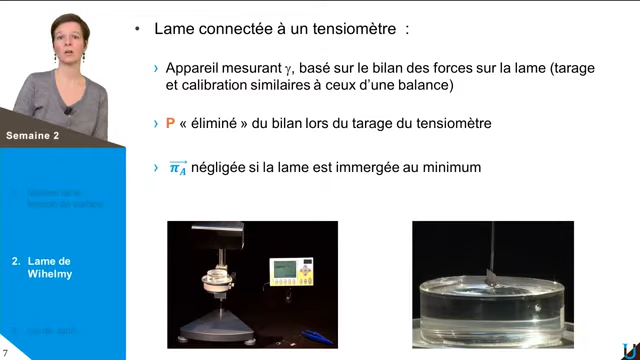 • Lame connectée à un tensiomètre :
› Appareil mesurant γ, basé sur le bilan des forces sur la lame (tarage
et calibration similaires à ceux d'une balance)
› P « éliminé » du bilan lors du tarage du tensiomètre
› π_A négligée si la lame est immergée au minimum
Semaine 2
2. Lame de
Wihelmy
7